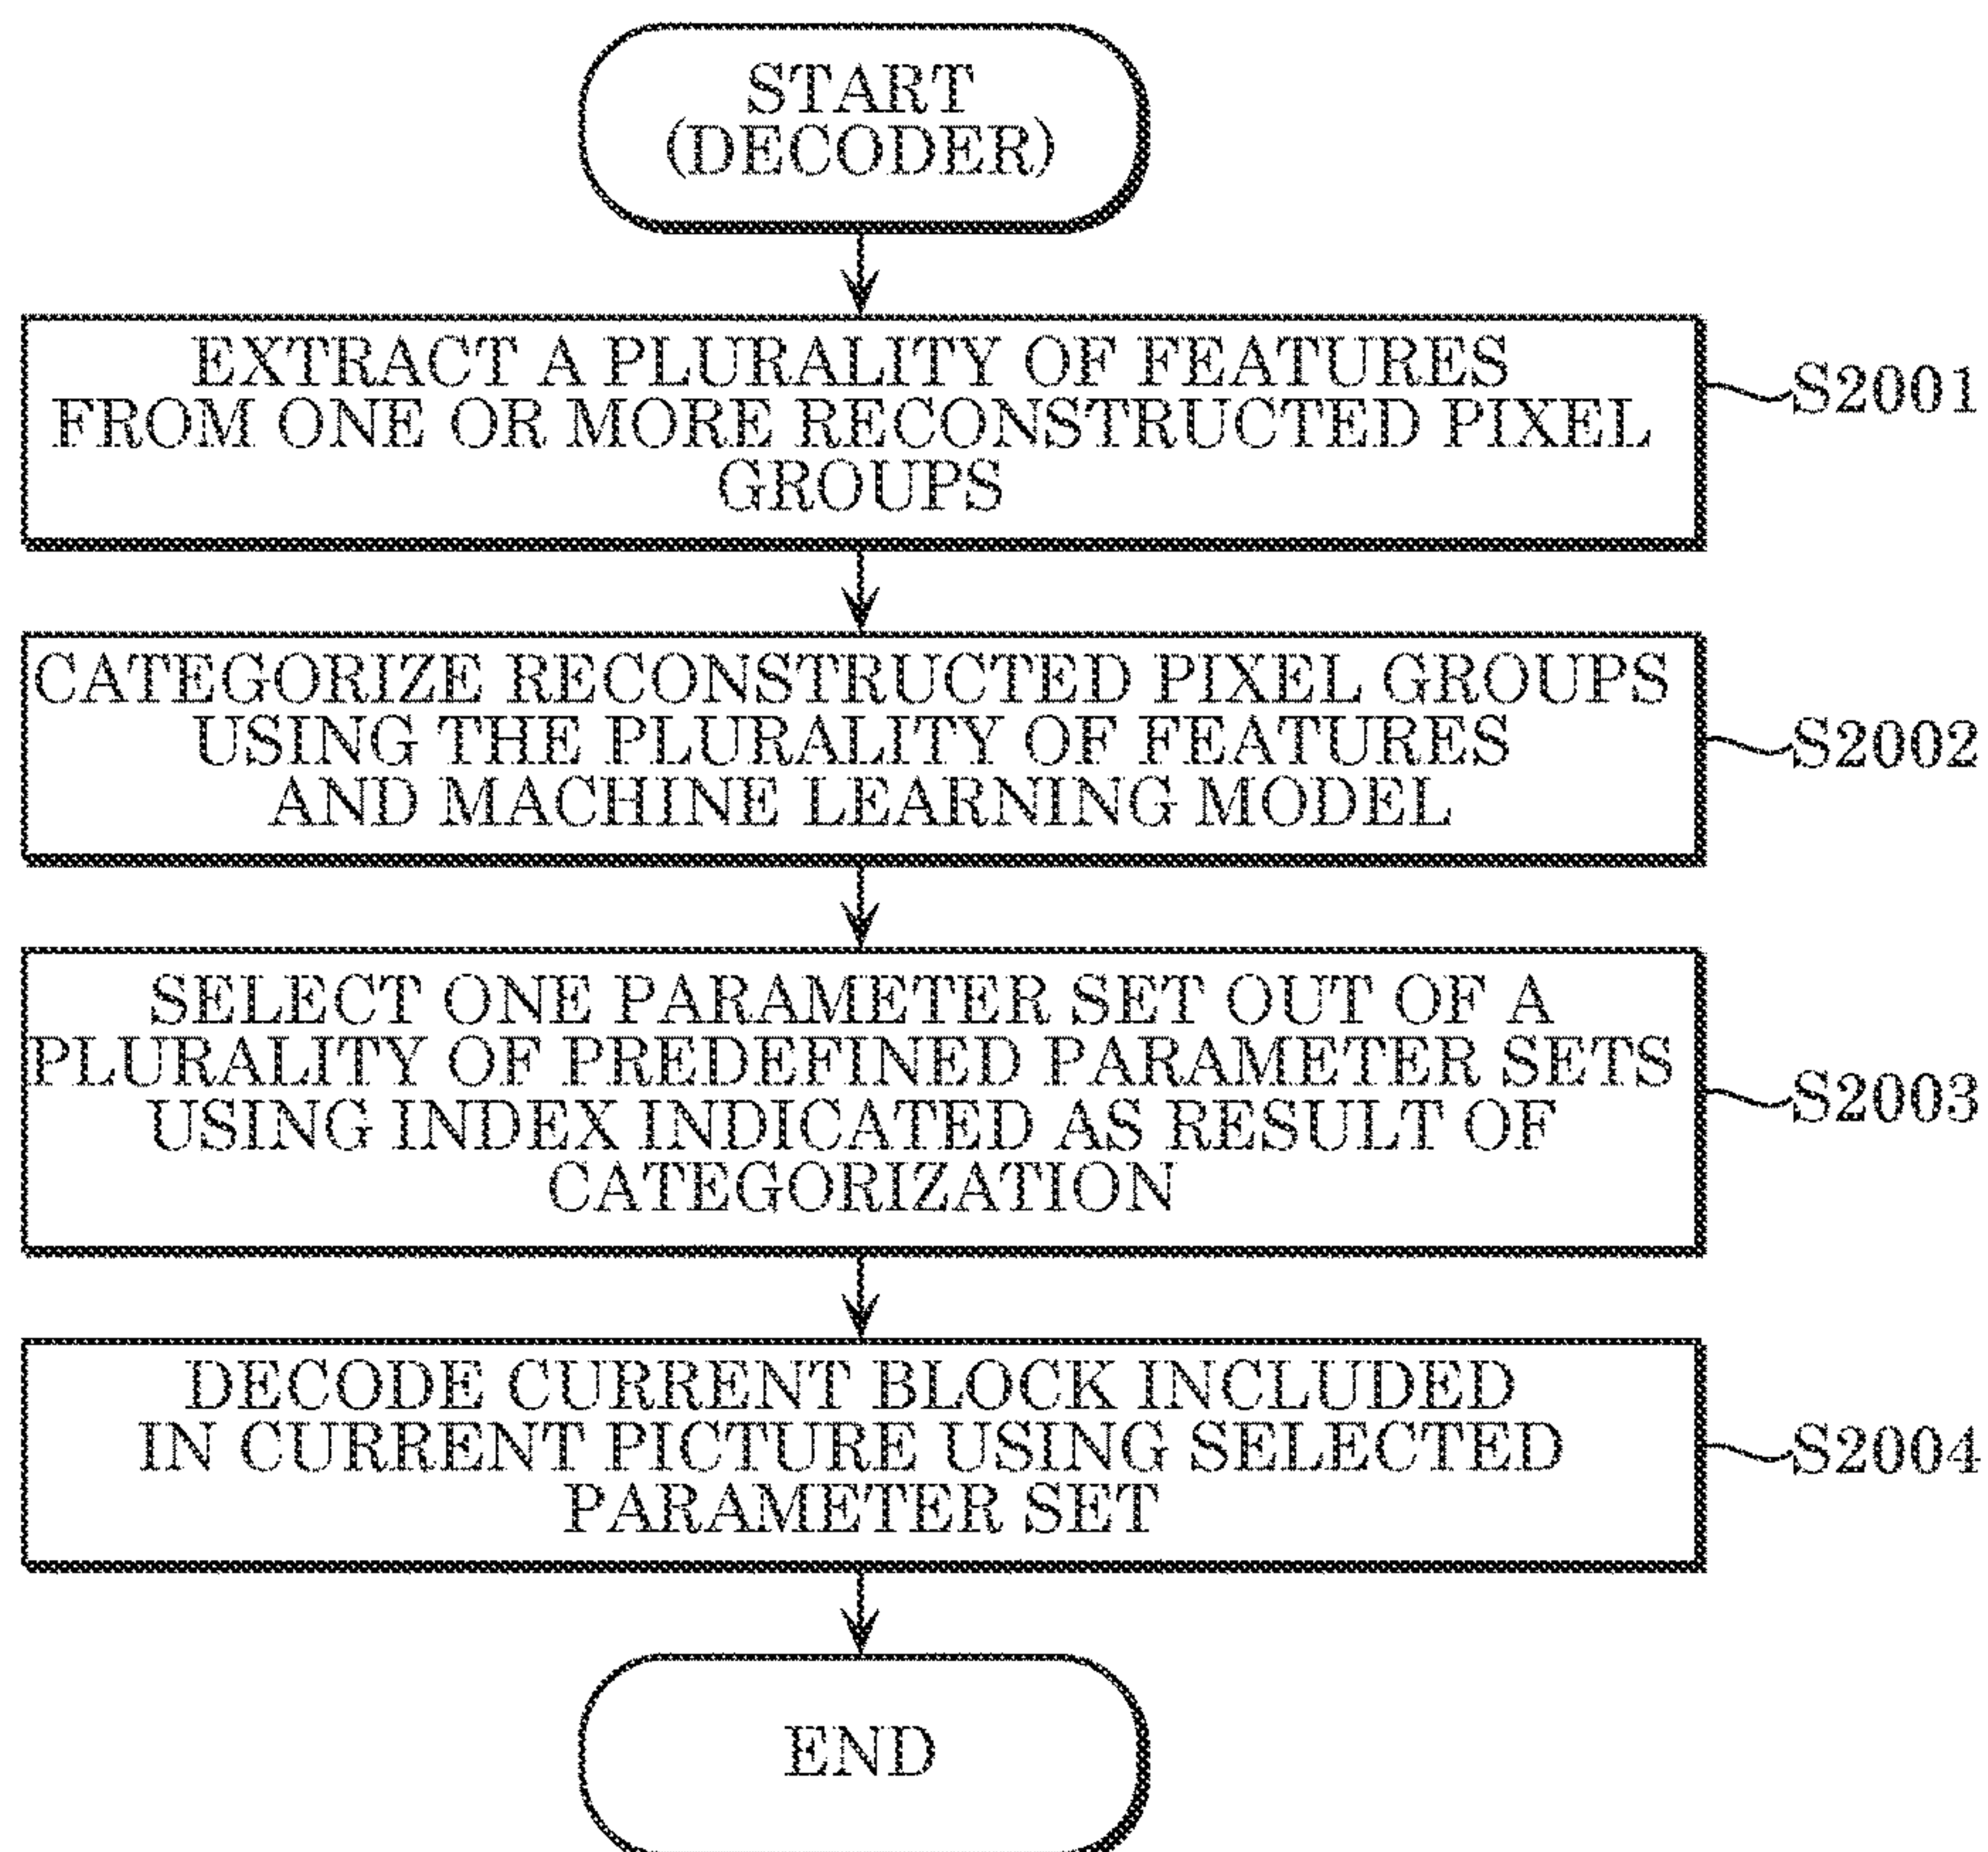 START
(DECODER)
EXTRACT A PLURALITY OF FEATURES
FROM ONE OR MORE RECONSTRUCTED PIXEL
GROUPS
S2001
CATEGORIZE RECONSTRUCTED PIXEL GROUPS
USING THE PLURALITY OF FEATURES
AND MACHINE LEARNING MODEL
S2002
SELECT ONE PARAMETER SET OUT OF A
PLURALITY OF PREDEFINED PARAMETER SETS
USING INDEX INDICATED AS RESULT OF
CATEGORIZATION
S2003
DECODE CURRENT BLOCK INCLUDED
IN CURRENT PICTURE USING SELECTED
PARAMETER SET
S2004
END